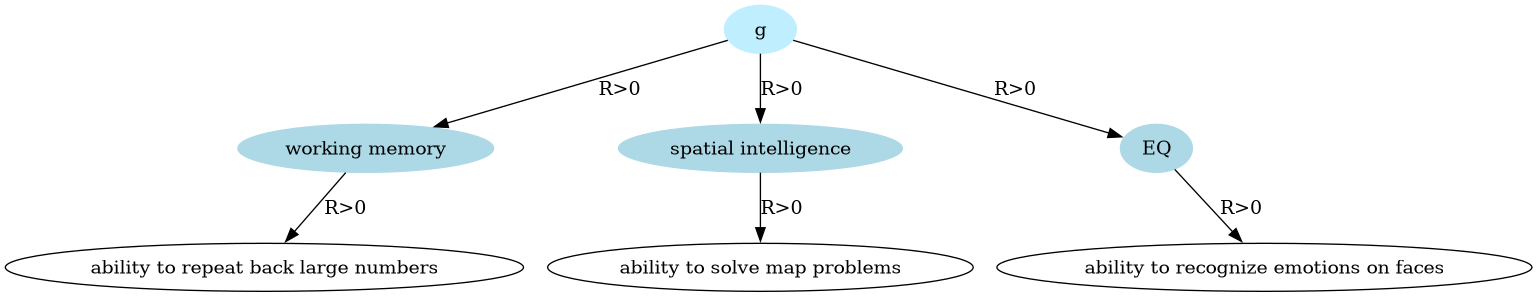 g
R>0
R>0
R>0
working memory
spatial intelligence
EQ
R>0
R>0
R>0
ability to repeat back large numbers
ability to solve map problems
ability to recognize emotions on faces